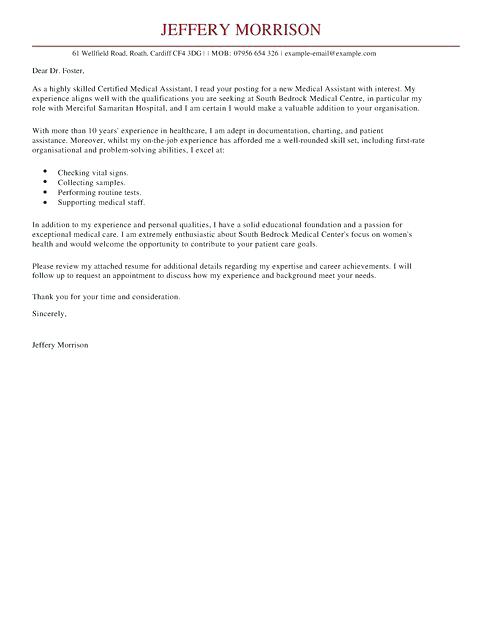 JEFFERY MORRISON
61 Wellfield Road, Roath, Cardiff CF4 3DG | | MOB: 07956 654 326 | example-email@example.com
Dear Dr. Foster,
As a highly skilled Certified Medical Assistant, I read your posting for a new Medical Assistant with interest. My
experience aligns well with the qualifications you are seeking at South Bedrock Medical Centre, in particular my
role with Merciful Samaritan Hospital, and I am certain I would make a valuable addition to your organisation.
With more than 10 years' experience in healthcare, I am adept in documentation, charting, and patient
assistance. Moreover, whilst my on-the-job experience has afforded me a well-rounded skill set, including first-rate
organisational and problem-solving abilities, I excel at:
• Checking vital signs.
• Collecting samples.
• Performing routine tests.
• Supporting medical staff.
In addition to my experience and personal qualities, I have a solid educational foundation and a passion for
exceptional medical care. I am extremely enthusiastic about South Bedrock Medical Center's focus on women's
health and would welcome the opportunity to contribute to your patient care goals.
Please review my attached resume for additional details regarding my expertise and career achievements. I will
follow up to request an appointment to discuss how my experience and background meet your needs.
Thank you for your time and consideration.
Sincerely,
Jeffery Morrison